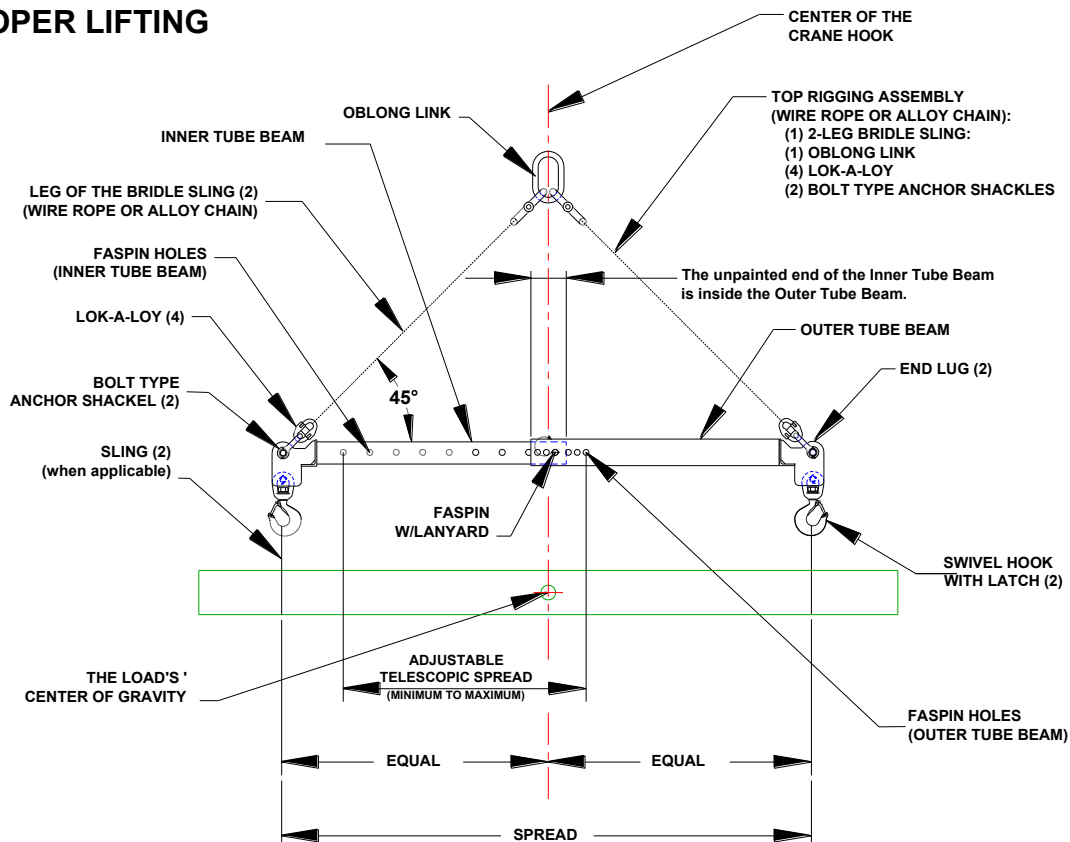 OPER LIFTING
CENTER OF THE
CRANE HOOK
OBLONG LINK
TOP RIGGING ASSEMBLY
(WIRE ROPE OR ALLOY CHAIN):
(1) 2-LEG BRIDLE SLING:
(1) OBLONG LINK
(4) LOK-A-LOY
(2) BOLT TYPE ANCHOR SHACKLES
INNER TUBE BEAM
LEG OF THE BRIDLE SLING (2)
(WIRE ROPE OR ALLOY CHAIN)
FASPIN HOLES
(INNER TUBE BEAM)
The unpainted end of the Inner Tube Beam
is inside the Outer Tube Beam.
LOK-A-LOY (4)
OUTER TUBE BEAM
BOLT TYPE
ANCHOR SHACKEL (2)
45°
END LUG (2)
SLING (2)
(when applicable)
FASPIN
W/LANYARD
SWIVEL HOOK
WITH LATCH (2)
THE LOAD'S '
CENTER OF GRAVITY
ADJUSTABLE
TELESCOPIC SPREAD
(MINIMUM TO MAXIMUM)
FASPIN HOLES
(OUTER TUBE BEAM)
EQUAL
EQUAL
SPREAD